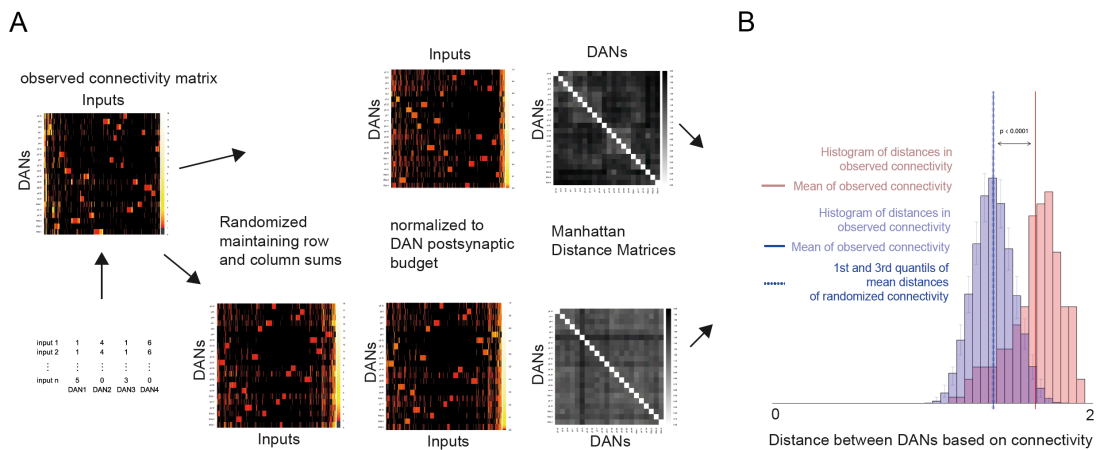 A
observed connectivity matrix
Inputs
DANs
Randomized
maintaining row
and column sums
input 1 1 4 1 6
input 2 1 4 1 6
input n 5 0 3 0
DAN1 DAN2 DAN3 DAN4
DANs
Inputs
Inputs
DANs
normalized to
DAN postsynaptic
budget
DANs
Inputs
DANs
Manhattan
Distance Matrices
DANs
B
p < 0.0001
Histogram of distances in
observed connectivity
Mean of observed connectivity
Histogram of distances in
observed connectivity
Mean of observed connectivity
1st and 3rd quantils of
mean distances
of randomized connectivity
0
2
Distance between DANs based on connectivity